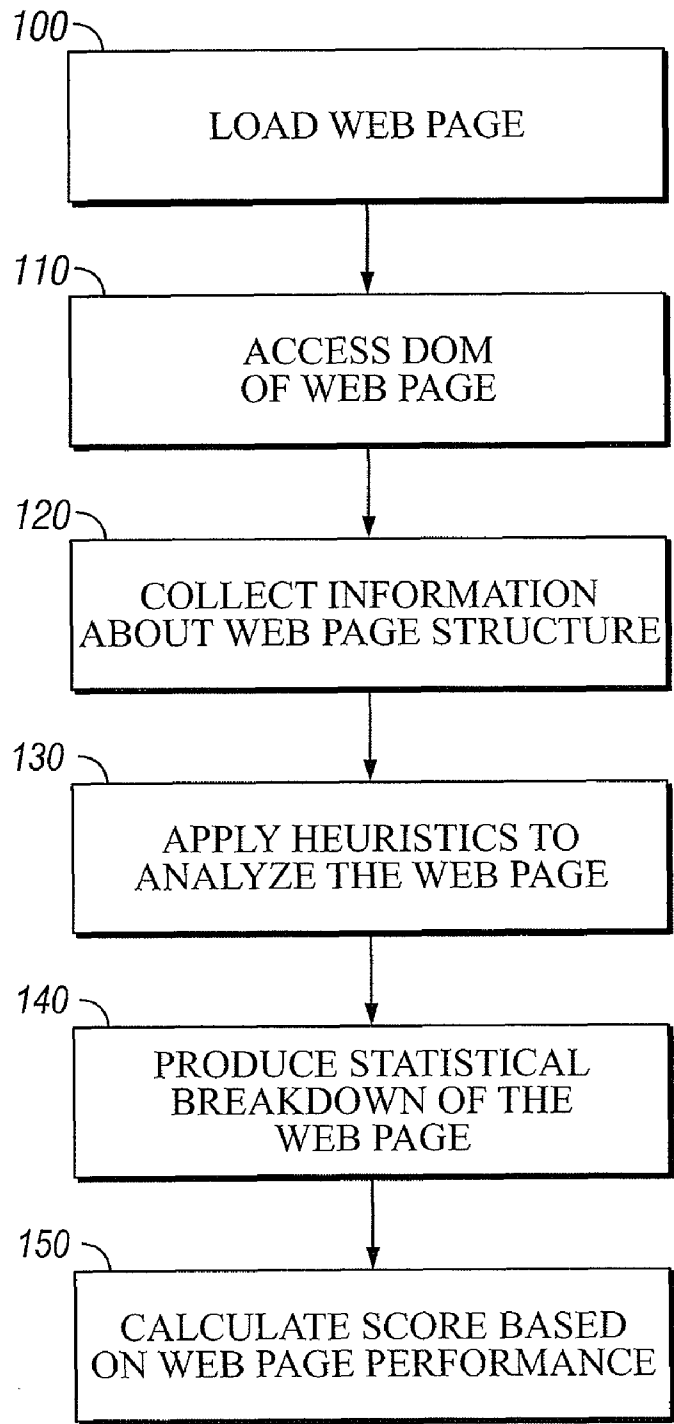 100
LOAD WEB PAGE
110
ACCESS DOM
OF WEB PAGE
120
COLLECT INFORMATION
ABOUT WEB PAGE STRUCTURE
130
APPLY HEURISTICS TO
ANALYZE THE WEB PAGE
140
PRODUCE STATISTICAL
BREAKDOWN OF THE
WEB PAGE
150
CALCULATE SCORE BASED
ON WEB PAGE PERFORMANCE